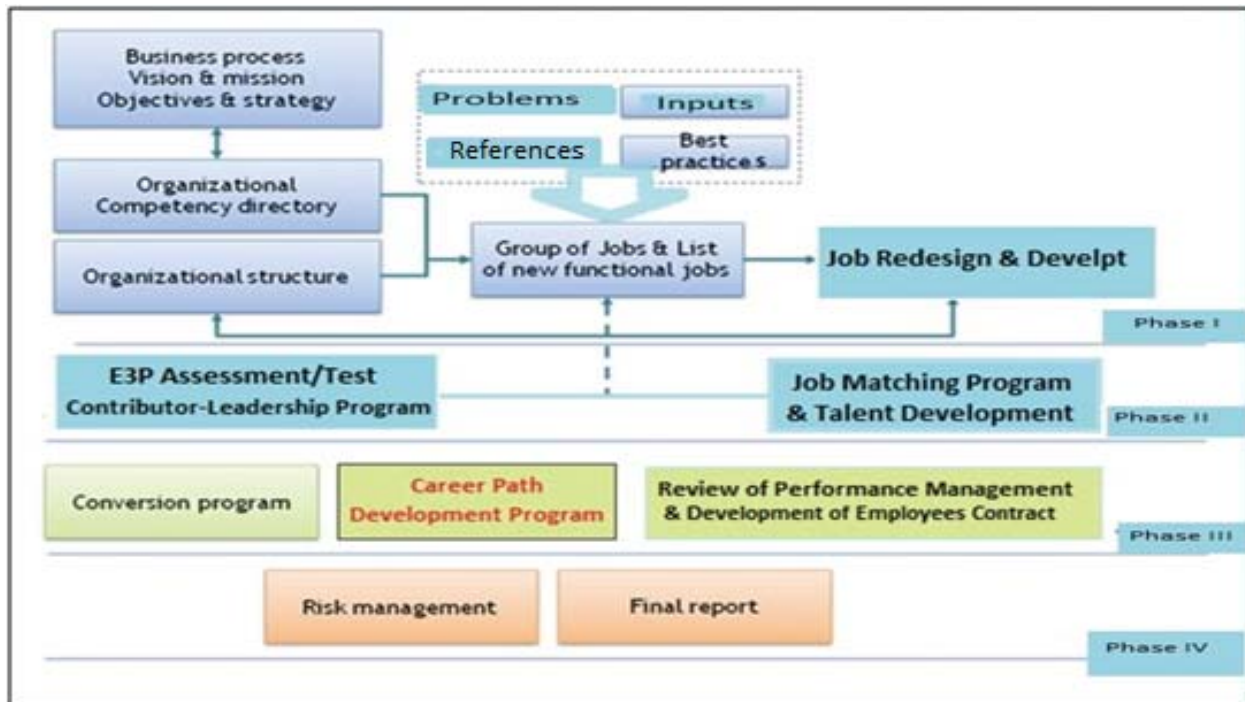 Business process
Vision & mission
Objectives & strategy
Problems
Inputs
References
Best
practices
Organizational
Competency directory
Organizational structure
Group of Jobs & List
of new functional jobs
Job Redesign & Develpt
Phase I
E3P Assessment/Test
Contributor-Leadership Program
Job Matching Program
& Talent Development
Phase II
Conversion program
Career Path
Development Program
Review of Performance Management
& Development of Employees Contract
Phase III
Risk management
Final report
Phase IV